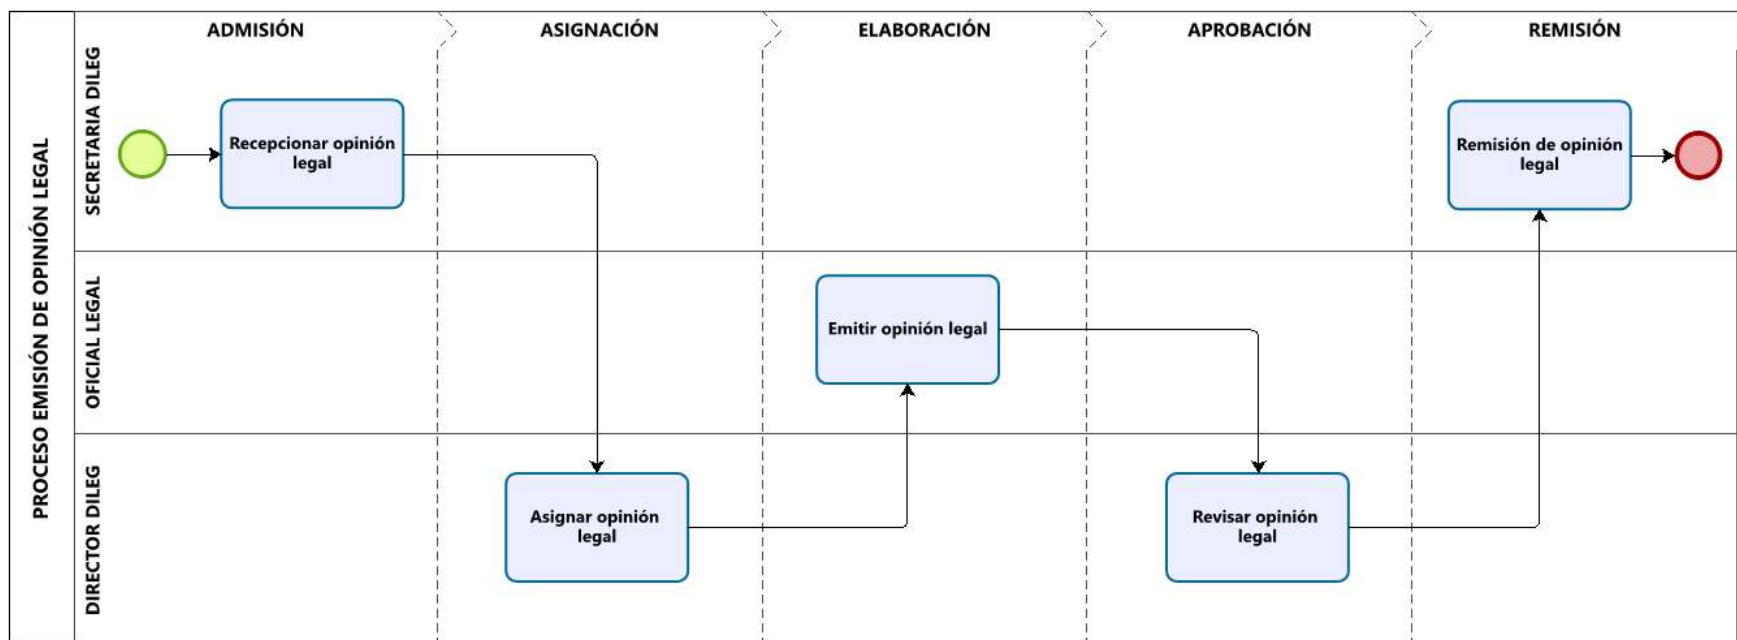 PROCESO EMISIÓN DE OPINIÓN LEGAL
ADMISIÓN
ASIGNACIÓN
ELABORACIÓN
APROBACIÓN
REMISIÓN
SECRETARIA DILEG
Recepcionar opinión
legal
Remisión de opinión
legal
OFICIAL LEGAL
Emitir opinión legal
DIRECTOR DILEG
Asignar opinión
legal
Revisar opinión
legal